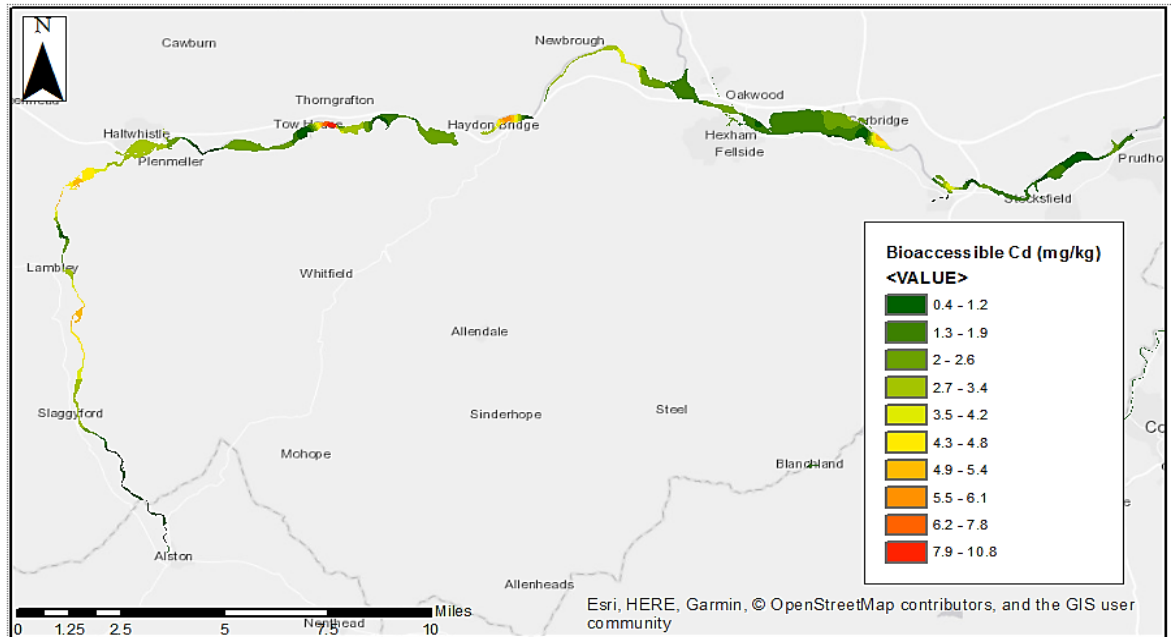 N
Cawburn
Newbrough
Thorngrafton
Oakwood
Haltwhistle
Haydon Bridge
Hexham
Fellside
Plenmeller
Stocksfield
Lambley
Whitfield
Allendale
Slaggyford
Sinderhope
Steel
Mohope
Blanchland
Alston
Allenheads
Bioaccessible Cd (mg/kg)
<VALUE>
0.4 - 1.2
1.3 - 1.9
2 - 2.6
2.7 - 3.4
3.5 - 4.2
4.3 - 4.8
4.9 - 5.4
5.5 - 6.1
6.2 - 7.8
7.9 - 10.8
Miles
0 1.25 2.5 5 7.5 10
Esri, HERE, Garmin, © OpenStreetMap contributors, and the GIS user
community